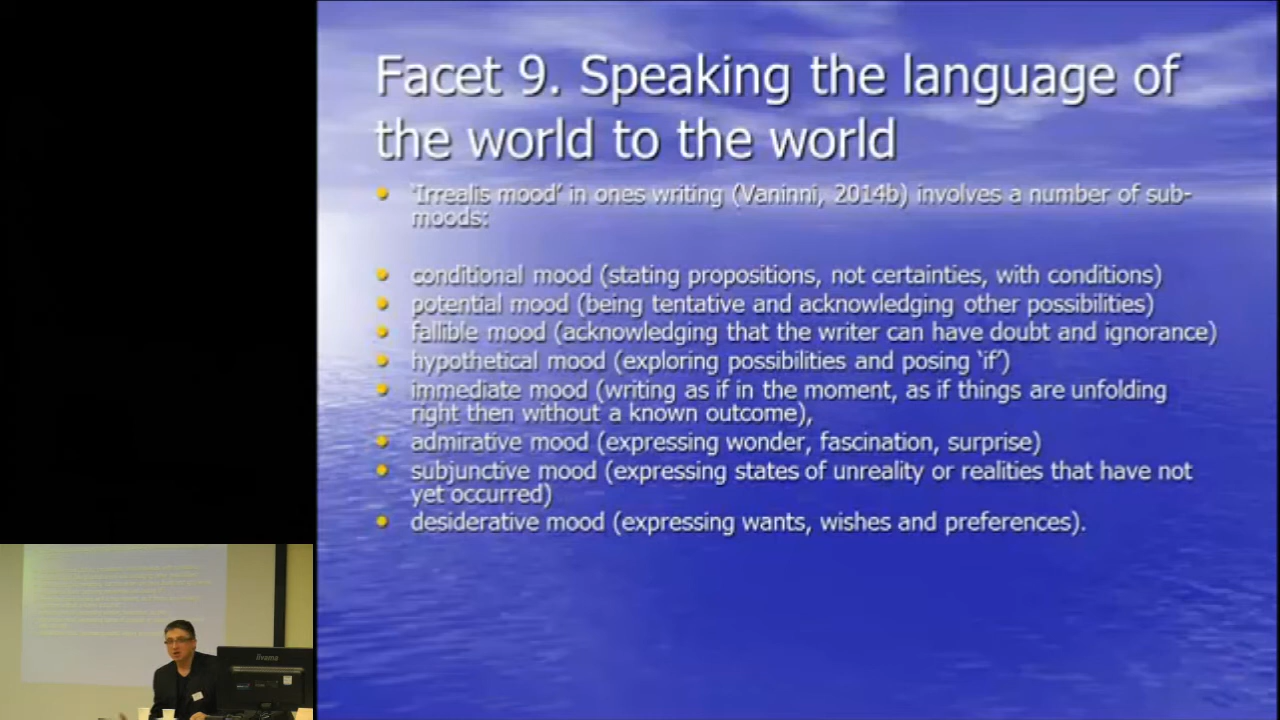 Facet 9. Speaking the language of
the world to the world
'Irrealis mood' in ones writing (Vaninni, 2014b) involves a number of sub-
moods:
conditional mood (stating propositions, not certainties, with conditions)
potential mood (being tentative and acknowledging other possibilities)
fallible mood (acknowledging that the writer can have doubt and ignorance)
hypothetical mood (exploring possibilities and posing 'if')
immediate mood (writing as if in the moment, as if things are unfolding
right then without a known outcome),
admirative mood (expressing wonder, fascination, surprise)
subjunctive mood (expressing states of unreality or realities that have not
yet occurred)
desiderative mood (expressing wants, wishes and preferences).
iiyama